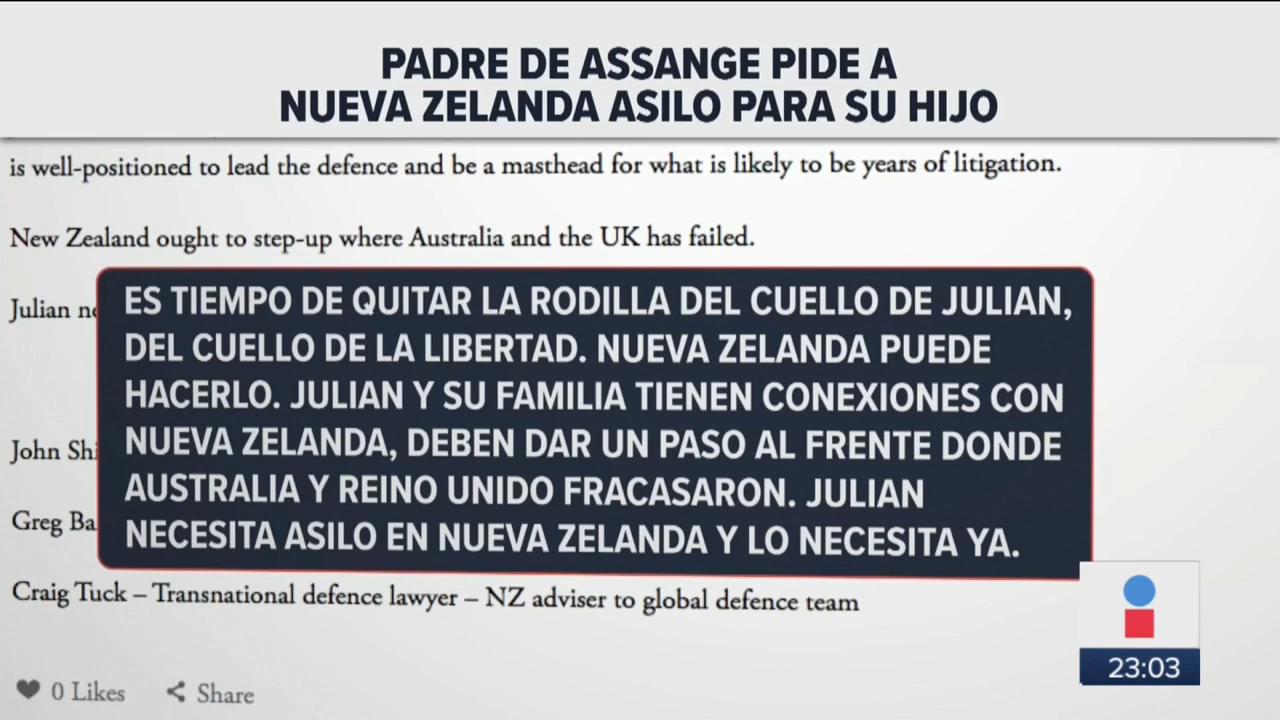 PADRE DE ASSANGE PIDE A
NUEVA ZELANDA ASILO PARA SU HIJO
is well-positioned to lead the defence and be a masthead for what is likely to be years of litigation.
New Zealand ought to step-up where Australia and the UK has failed.
Julian
ES TIEMPO DE QUITAR LA RODILLA DEL CUELLO DE JULIAN,
DEL CUELLO DE LA LIBERTAD. NUEVA ZELANDA PUEDE
HACERLO. JULIAN Y SU FAMILIA TIENEN CONEXIONES CON
NUEVA ZELANDA, DEBEN DAR UN PASO AL FRENTE DONDE
AUSTRALIA Y REINO UNIDO FRACASARON. JULIAN
NECESITA ASILO EN NUEVA ZELANDA Y LO NECESITA YA.
John Shi
Greg Ba
Craig Tuck – Transnational defence lawyer – NZ adviser to global defence team
0 Likes
Share
23:03